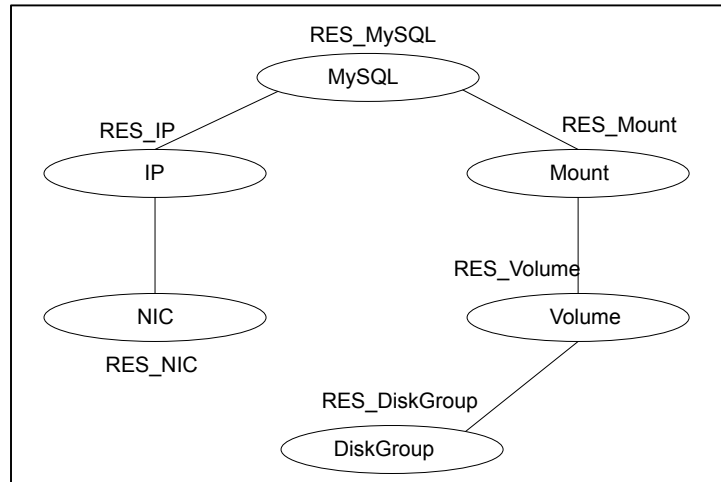 RES_MySQL
MySQL
RES_IP
RES_Mount
IP
Mount
RES_Volume
NIC
Volume
RES_NIC
RES_DiskGroup
DiskGroup